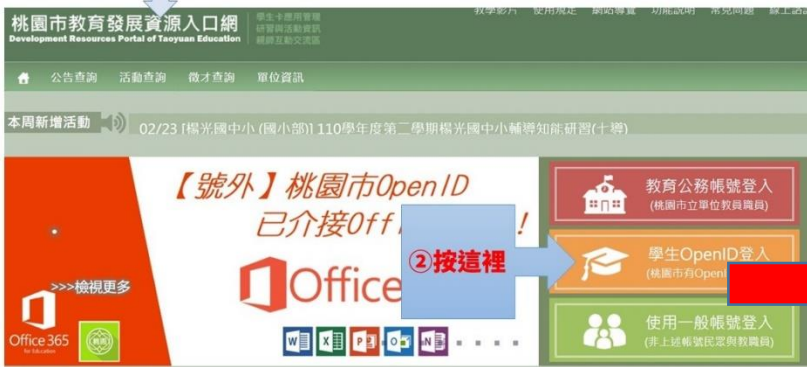 教學影片 使用規定 網站導覽 功能說明 常見問題
桃園市教育發展資源入口網
Development Resources Portal of Taoyuan Education
學生卡應用管理
研習與活動資訊
親師互動交流區
公告查詢 活動查詢 徵才查詢 單位資訊
本周新增活動
02/23 [楊光國中小 (國小部)] 110學年度第二學期楊光國中小輔導知能研習(十導)
【號外】桃園市OpenID
已介接Off !
>>>檢視更多
Office
Office 365
for Education
W X P O N
②按這裡
教育公務帳號登入
(桃園市立單位教員職員)
學生OpenID登入
(桃園市有OpenI
使用一般帳號登入
(非上述帳號民眾與教職員)